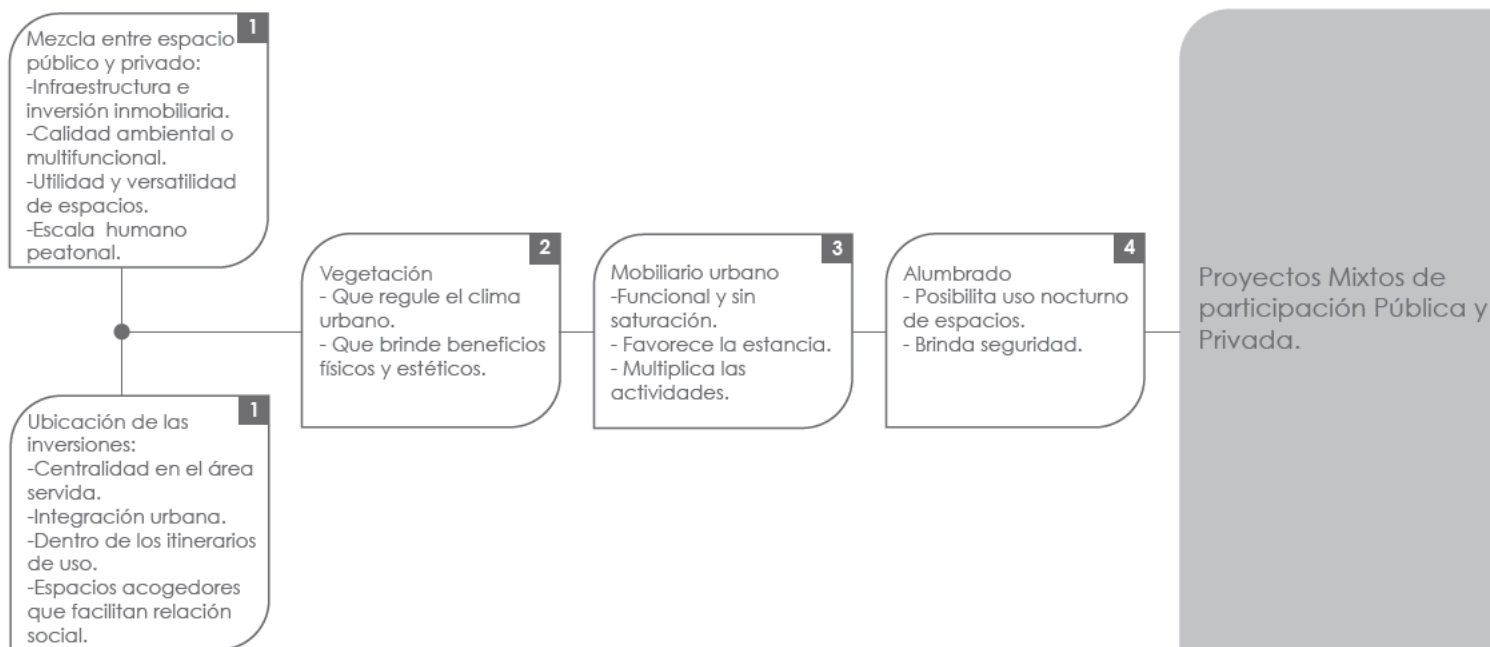 1
Mezcla entre espacio
público y privado:
-Infraestructura e
inversión inmobiliaria.
-Calidad ambiental o
multifuncional.
-Utilidad y versatilidad
de espacios.
-Escala humano
peatonal.
1
Ubicación de las
inversiones:
-Centralidad en el área
servida.
-Integración urbana.
-Dentro de los itinerarios
de uso.
-Espacios acogedores
que facilitan relación
social.
2
Vegetación
- Que regule el clima
urbano.
- Que brinde beneficios
físicos y estéticos.
3
Mobiliario urbano
-Funcional y sin
saturación.
- Favorece la estancia.
- Multiplica las
actividades.
4
Alumbrado
- Posibilita uso nocturno
de espacios.
- Brinda seguridad.
Proyectos Mixtos de
participación Pública y
Privada.